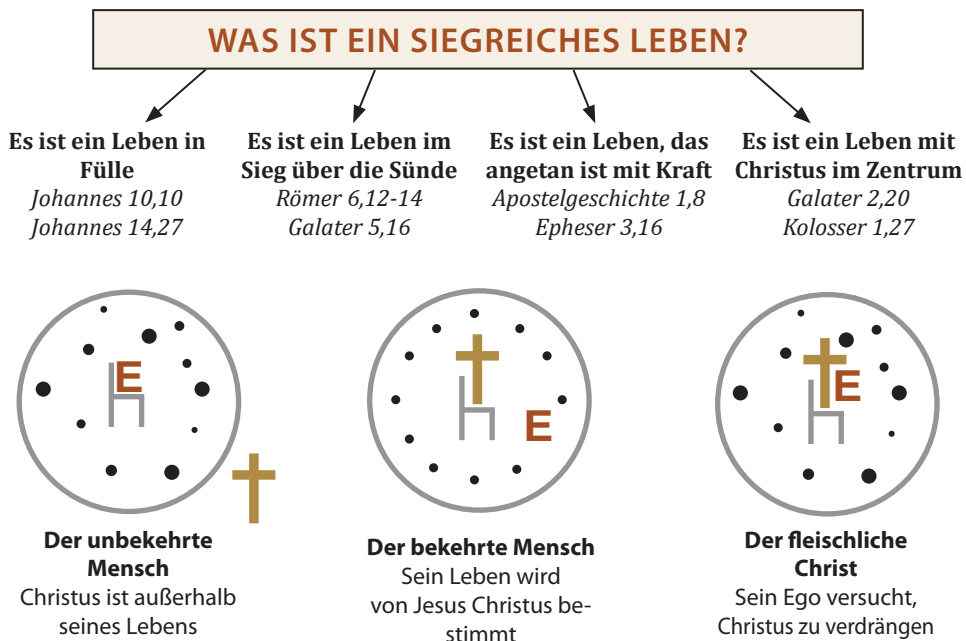 WAS IST EIN SIEGREICHES LEBEN?
Es ist ein Leben in
Fülle
Johannes 10,10
Johannes 14,27
Es ist ein Leben im
Sieg über die Sünde
Römer 6,12-14
Galater 5,16
Es ist ein Leben, das
angetan ist mit Kraft
Apostelgeschichte 1,8
Epheser 3,16
Es ist ein Leben mit
Christus im Zentrum
Galater 2,20
Kolosser 1,27
E
Der unbekehrte
Mensch
Christus ist außerhalb
seines Lebens
E
Der bekehrte Mensch
Sein Leben wird
von Jesus Christus be-
stimmt
E
Der fleischliche
Christ
Sein Ego versucht,
Christus zu verdrängen